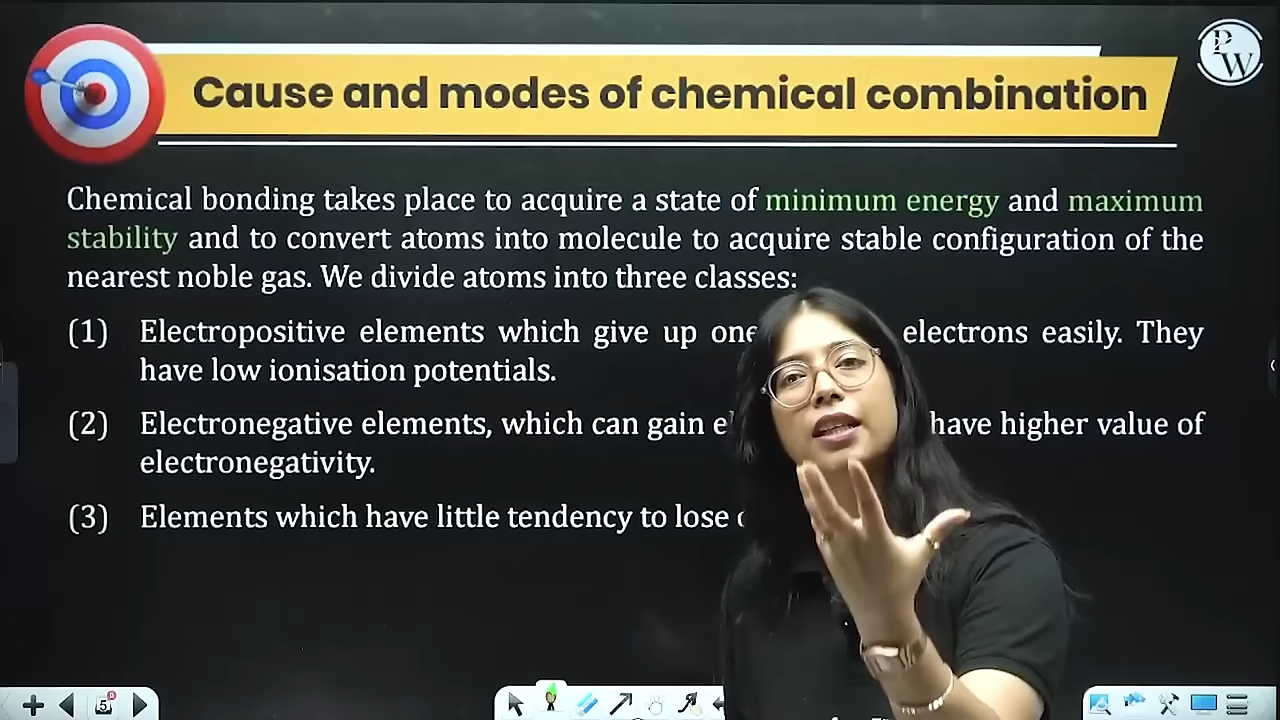 Cause and modes of chemical combination
PW
Chemical bonding takes place to acquire a state of minimum energy and maximum
stability and to convert atoms into molecule to acquire stable configuration of the
nearest noble gas. We divide atoms into three classes:
(1) Electropositive elements which give up one electrons easily. They
have low ionisation potentials.
(2) Electronegative elements, which can gain have higher value of
electronegativity.
(3) Elements which have little tendency to lose
5